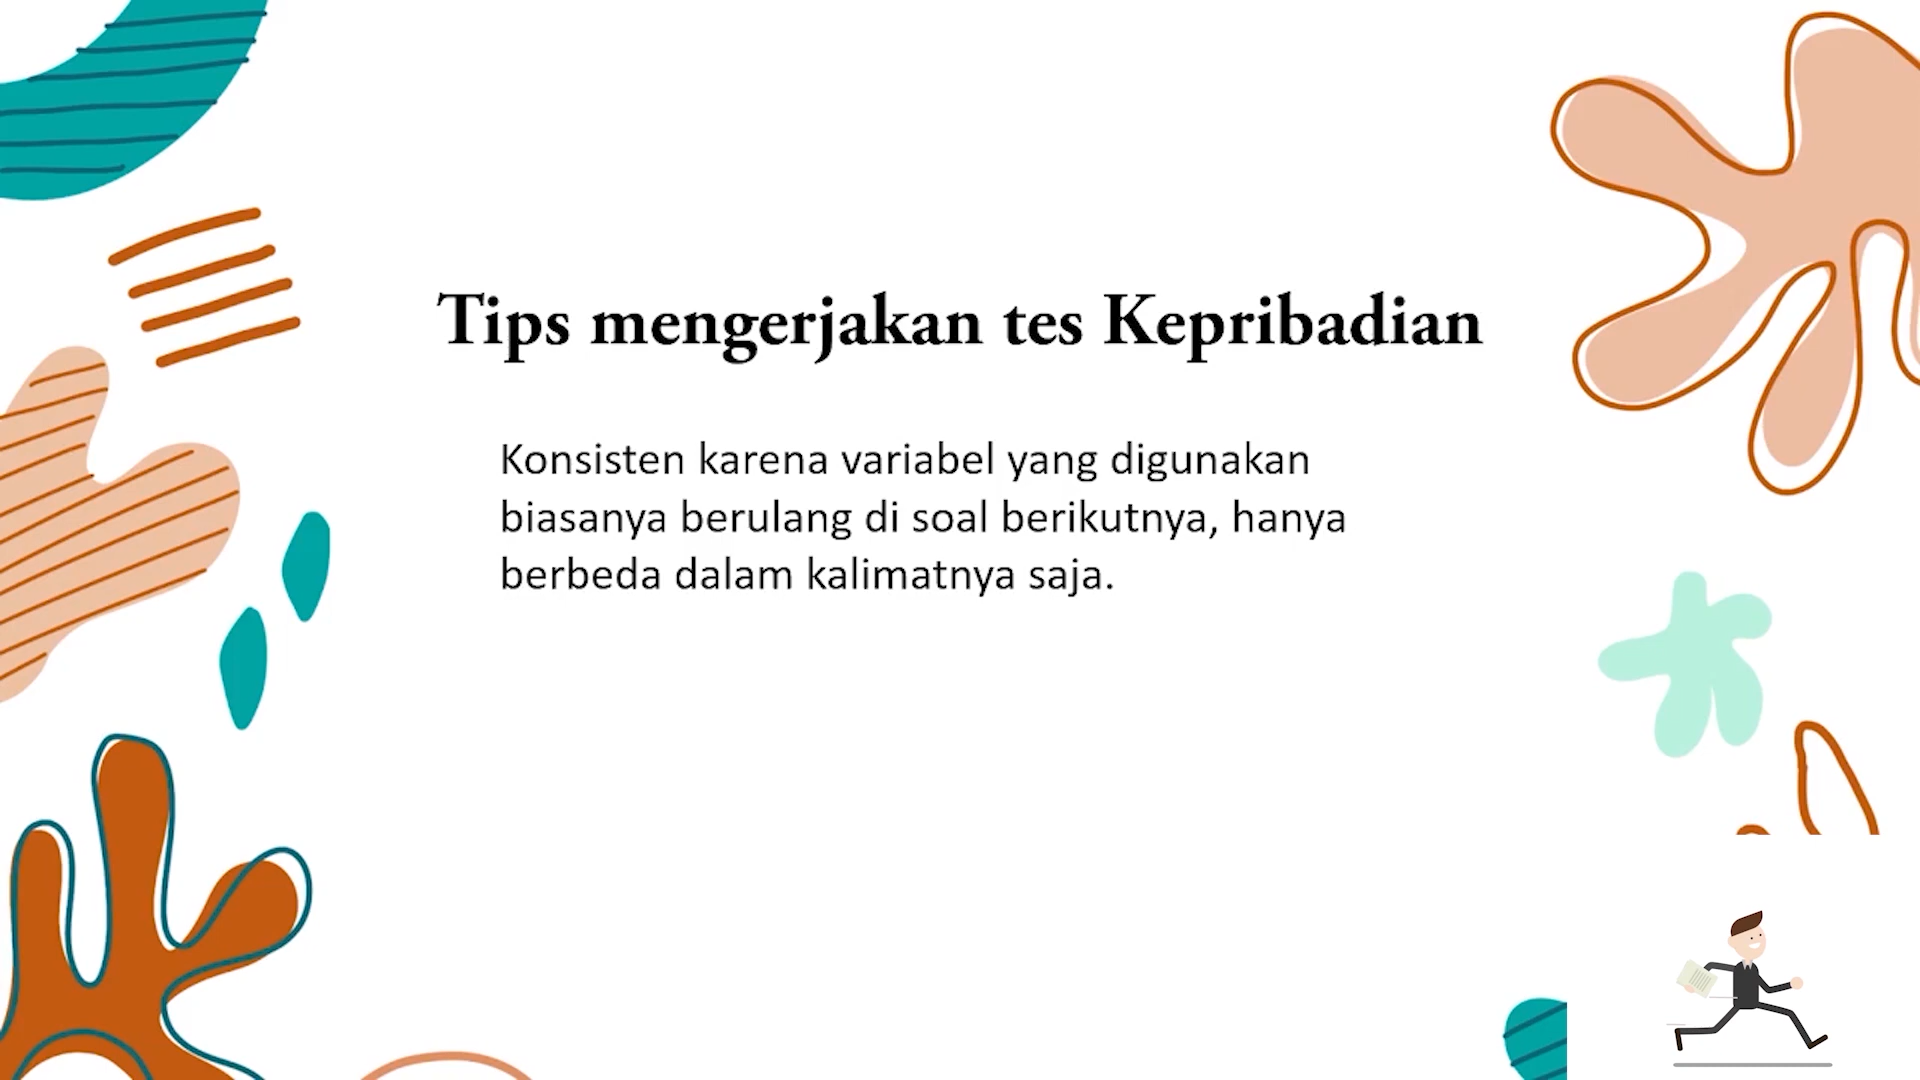 Tips mengerjakan tes Kepribadian
Konsisten karena variabel yang digunakan
biasanya berulang di soal berikutnya, hanya
berbeda dalam kalimatnya saja.